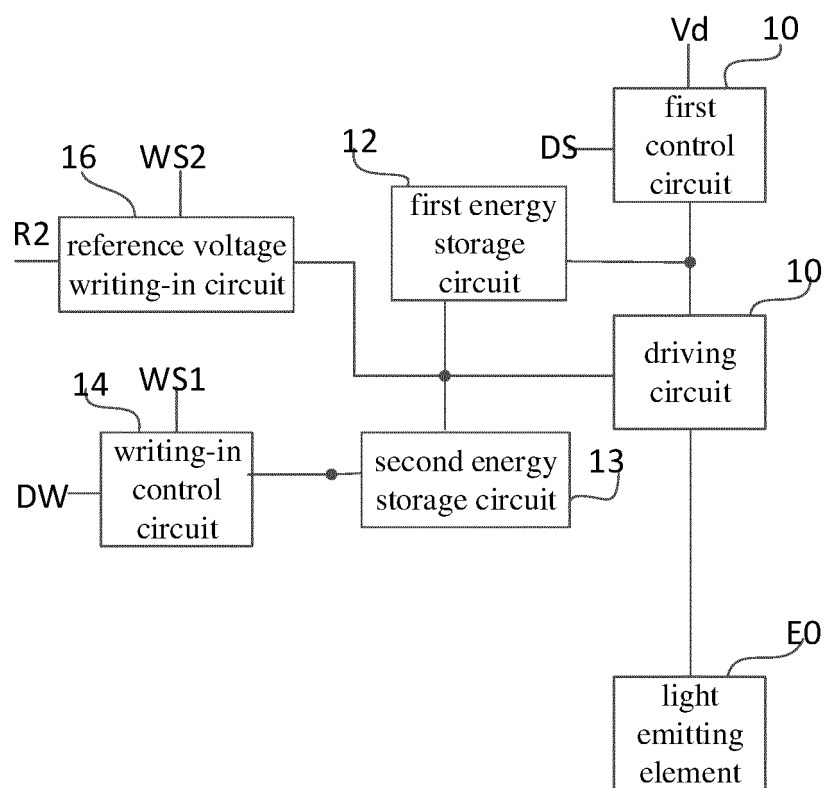 Vd
10
first
control
circuit
DS
12
first energy
storage
circuit
16
WS2
R2
reference voltage
writing-in circuit
10
driving
circuit
14
WS1
writing-in
control
circuit
DW
second energy
storage circuit
13
E0
light
emitting
element